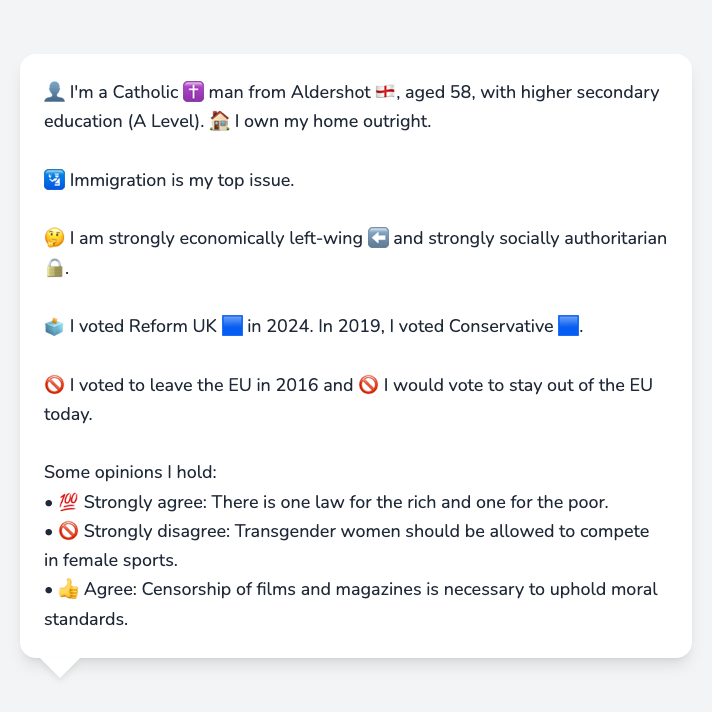 👤 I'm a Catholic ✝️ man from Aldershot 🏴󠁧󠁢󠁥󠁮󠁧󠁿, aged 58, with higher secondary
education (A Level). 🏠 I own my home outright.
🛂 Immigration is my top issue.
🤔 I am strongly economically left-wing ⬅️ and strongly socially authoritarian
🔒.
🗳️ I voted Reform UK 🟦 in 2024. In 2019, I voted Conservative 🟦.
🚫 I voted to leave the EU in 2016 and 🚫 I would vote to stay out of the EU
today.
Some opinions I hold:
• 💯 Strongly agree: There is one law for the rich and one for the poor.
• 🚫 Strongly disagree: Transgender women should be allowed to compete
in female sports.
• 👍 Agree: Censorship of films and magazines is necessary to uphold moral
standards.